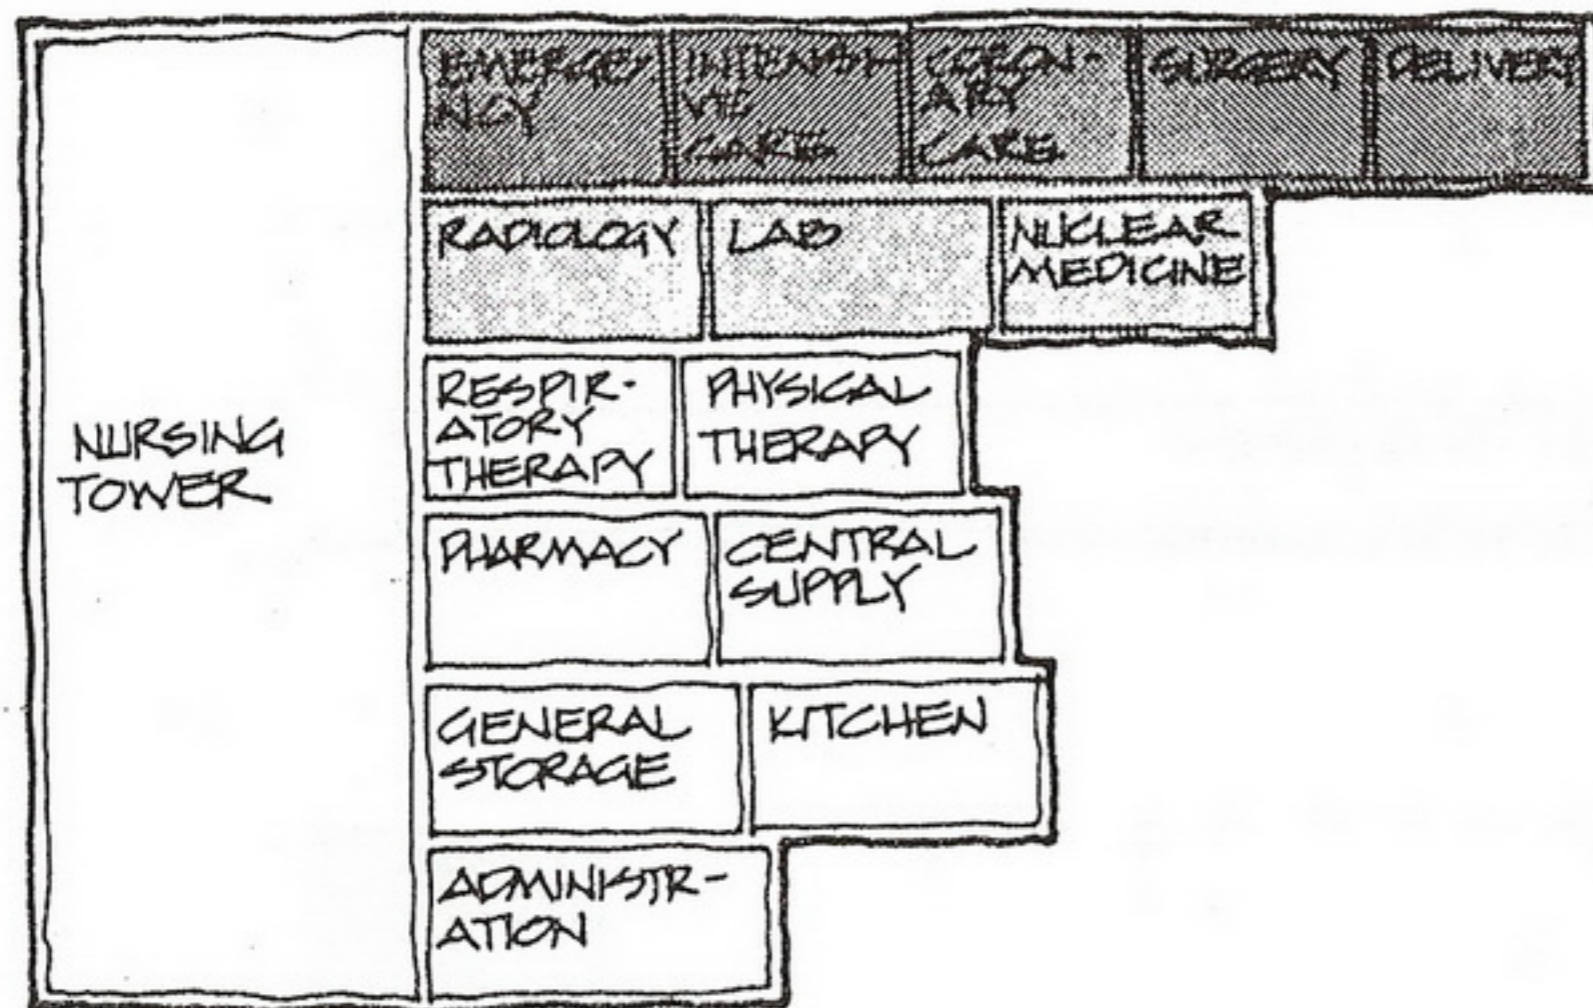 NURSING
TOWER
EMERGE-
NCY
INTENSI-
VE
CARE
CORON-
ARY
CARE
SURGERY
DELIVERY
RADIOLOGY
LAB
NUCLEAR
MEDICINE
RESPIR-
ATORY
THERAPY
PHYSICAL
THERAPY
PHARMACY
CENTRAL
SUPPLY
GENERAL
STORAGE
KITCHEN
ADMINISTR-
ATION